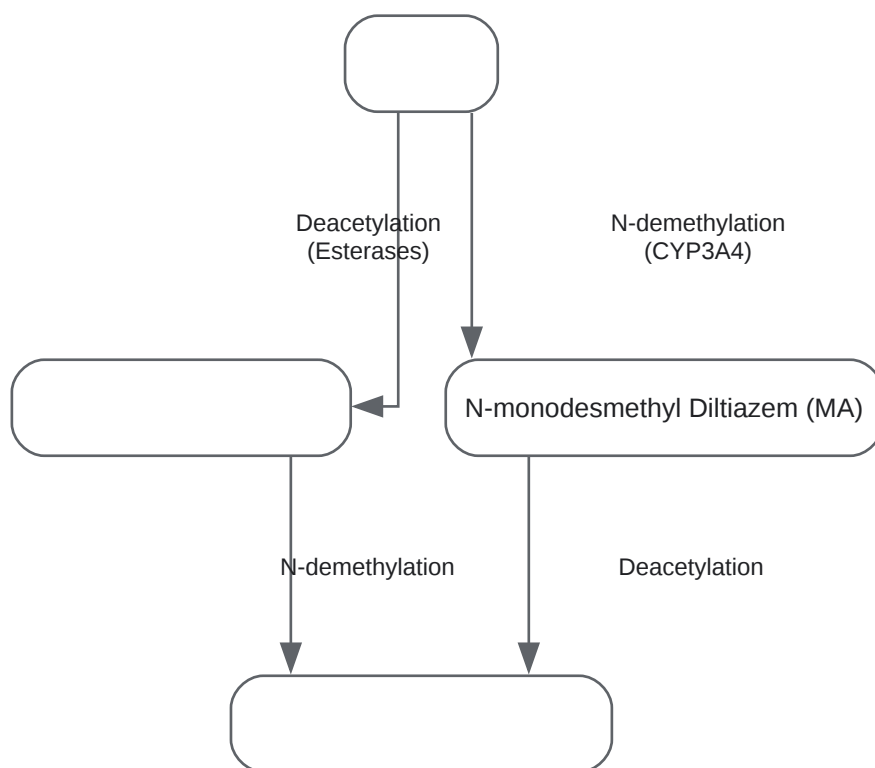 Deacetylation
(Esterases)
N-demethylation
(CYP3A4)
N-monodesmethyl Diltiazem (MA)
N-demethylation
Deacetylation